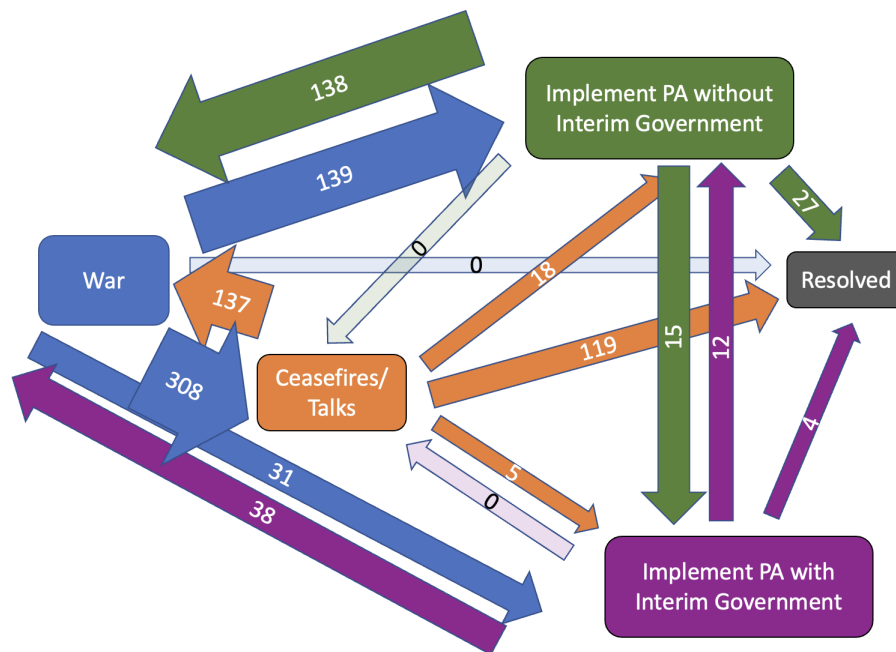 138
Implement PA without
Interim Government
139
27
0
0
18
War
137
Resolved
119
15
12
308
Ceasefires/
Talks
4
5
31
0
38
Implement PA with
Interim Government